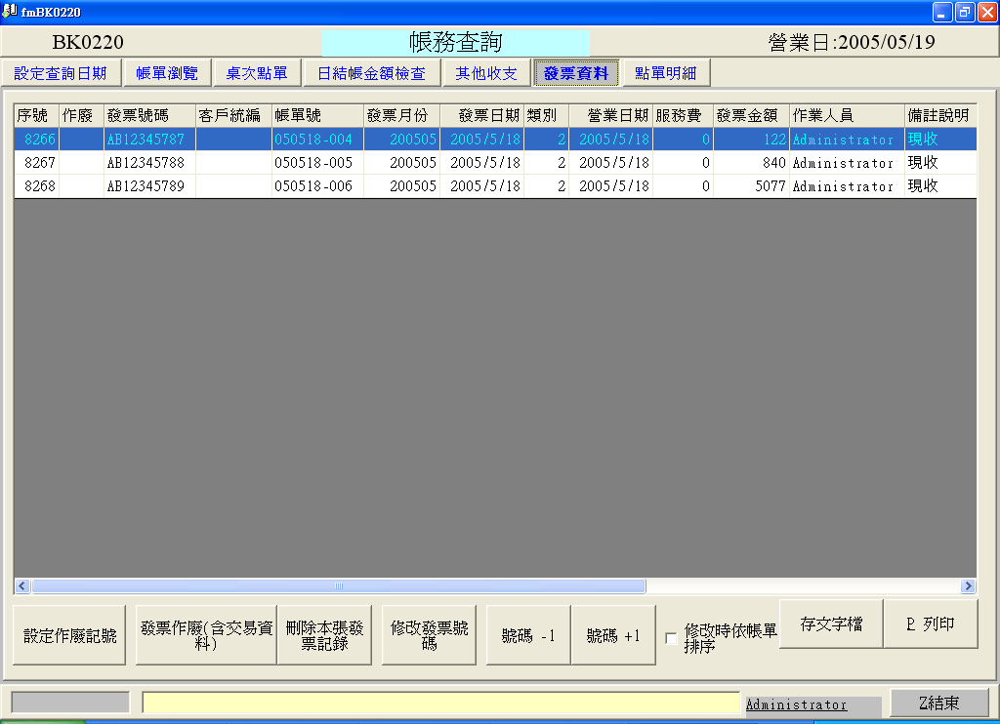 fmBK0220
BK0220 帳務查詢 營業日:2005/05/19
設定查詢日期 帳單瀏覽 桌次點單 日結帳金額檢查 其他收支 發票資料 點單明細
序號 作廢 發票號碼 客戶統編 帳單號 發票月份 發票日期 類別 營業日期 服務費 發票金額 作業人員 備註說明
8266 AB12345787 050518-004 200505 2005/5/18 2 2005/5/18 0 122 Administrator 現收
8267 AB12345788 050518-005 200505 2005/5/18 2 2005/5/18 0 840 Administrator 現收
8268 AB12345789 050518-006 200505 2005/5/18 2 2005/5/18 0 5077 Administrator 現收
設定作廢記號
發票作廢(含交易資
料)
刪除本張發
票記錄
修改發票號
碼
號碼 -1
號碼 +1
修改時依帳單
排序
存文字檔
P 列印
Administrator
Z結束